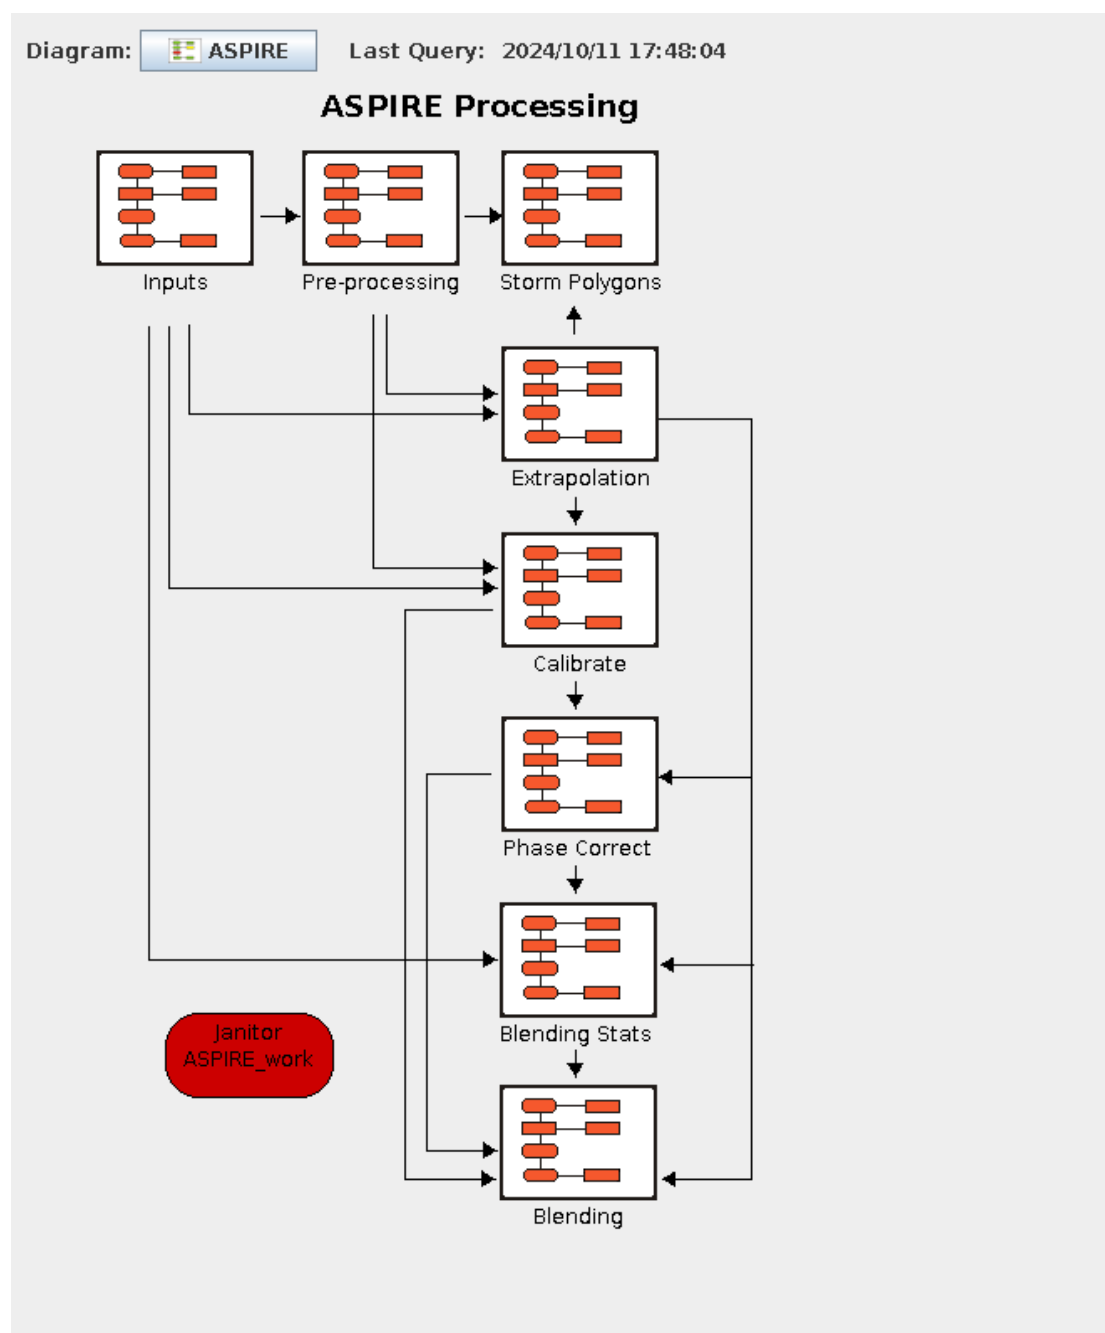 Diagram: ASPIRE Last Query: 2024/10/11 17:48:04
ASPIRE Processing
Inputs
Pre-processing
Storm Polygons
Extrapolation
Calibrate
Phase Correct
Blending Stats
Janitor
ASPIRE_work
Blending